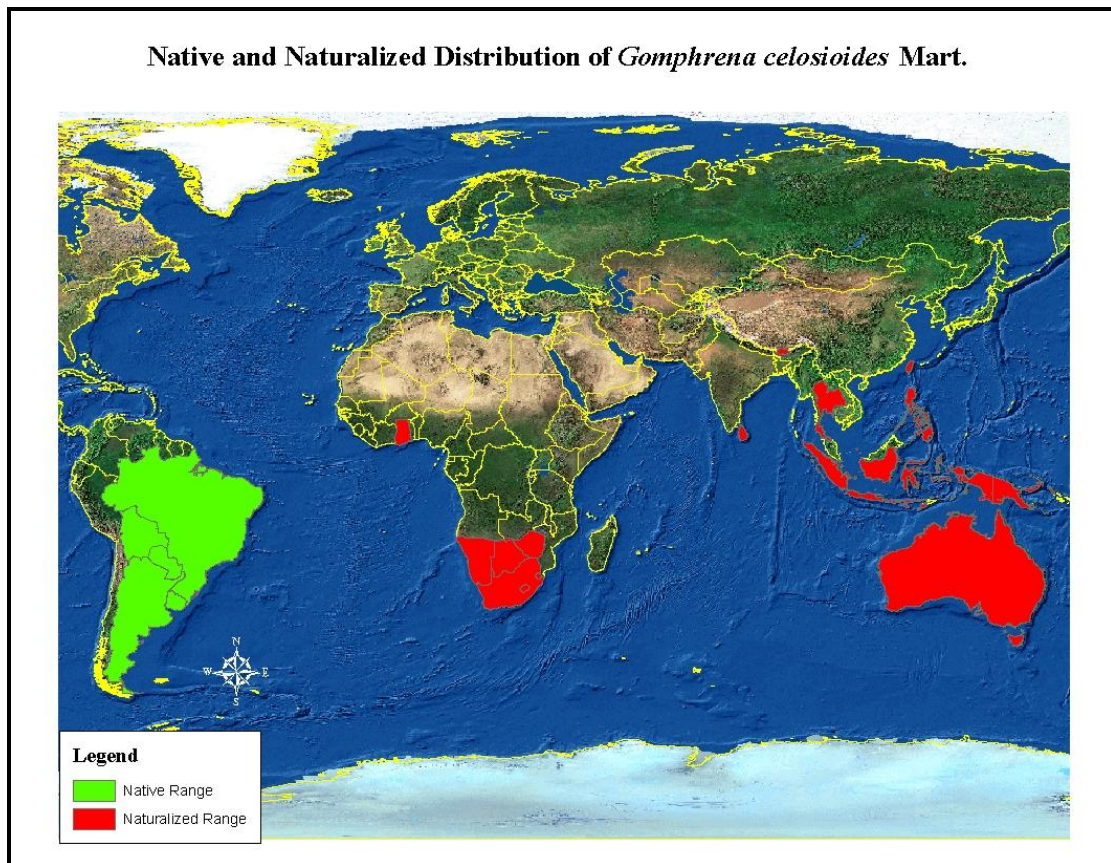 Native and Naturalized Distribution of Gomphrena celosioides Mart.
N
W E
S
Legend
Native Range
Naturalized Range